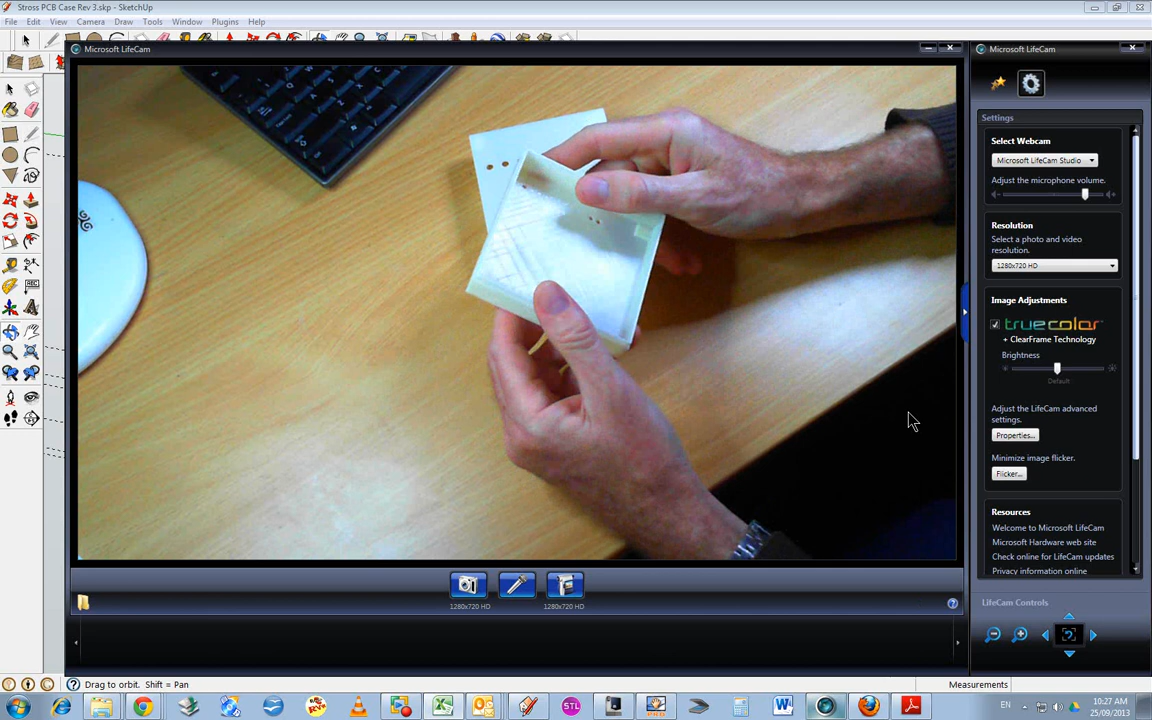 Stross PCB Case Rev 3.skp - SketchUp
File Edit View Camera Draw Tools Window Plugins Help
Microsoft LifeCam
Microsoft LifeCam
Settings
Select Webcam
Microsoft LifeCam Studio
Adjust the microphone volume.
Resolution
Select a photo and video
resolution.
1280x720 HD
Image Adjustments
truecolor
+ ClearFrame Technology
Brightness
Default
Adjust the LifeCam advanced
settings.
Properties...
Minimize image flicker.
Flicker...
Resources
Welcome to Microsoft LifeCam
Microsoft Hardware web site
Check online for LifeCam updates
Privacy information online
LifeCam Controls
1280x720 HD
1280x720 HD
Drag to orbit. Shift = Pan
Measurements
STL
EN
10:27 AM
25/09/2013